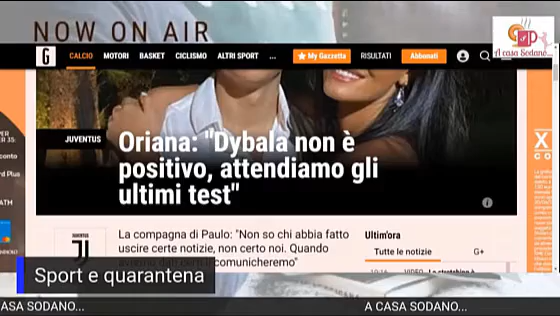 NOW ON AIR
A casa Sodano...
G
CALCIO MOTORI BASKET CICLISMO ALTRI SPORT ... My Gazzetta RISULTATI Abbonati
JUVENTUS
Oriana: "Dybala non è
positivo, attendiamo gli
ultimi test"
La compagna di Paulo: "Non so chi abbia fatto
uscire certe notizie, non certo noi. Quando
comunicheremo"
Ultim'ora
Tutte le notizie G+
Sport e quarantena
ASA SODANO... A CASA SODANO...